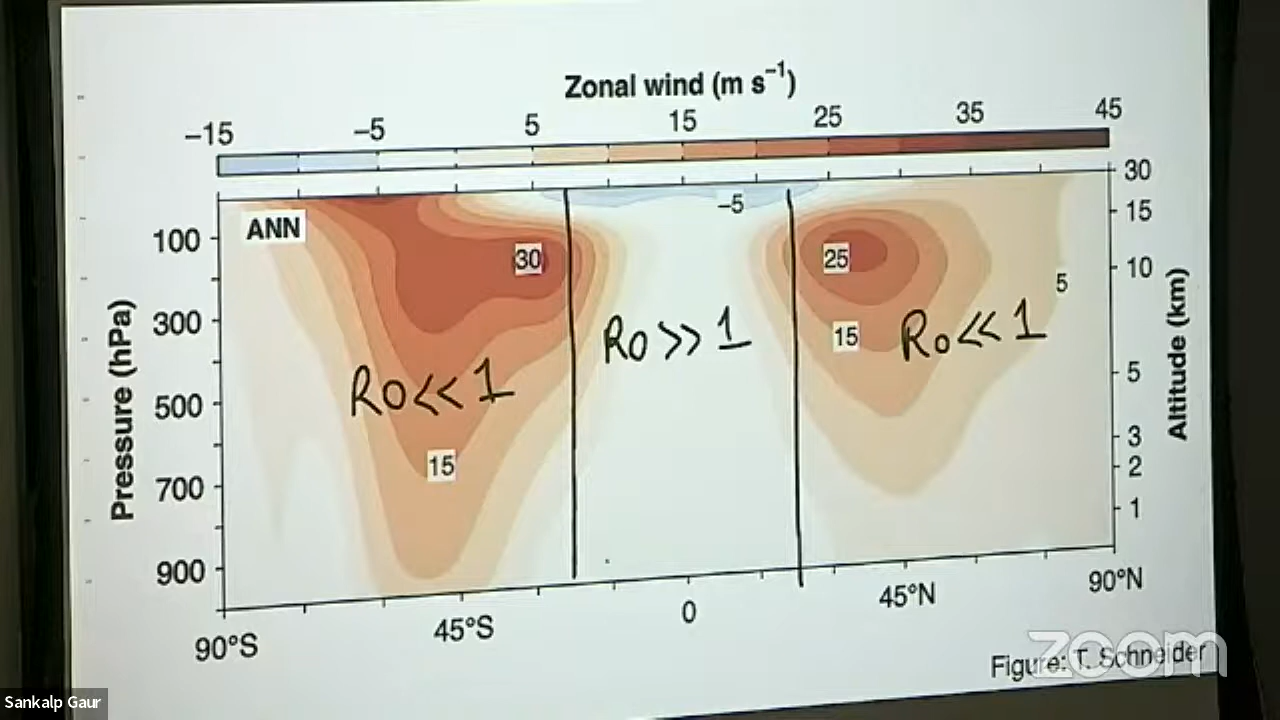 Zonal wind (m s⁻¹)
−15 −5 5 15 25 35 45
ANN
−5
30
25
5
15
15
Ro<<1
Ro>>1
Ro<<1
Pressure (hPa)
100
300
500
700
900
30
15
10
5
3
2
1
Altitude (km)
90°S 45°S 0 45°N 90°N
Figure: T. Schneider
zoom
Sankalp Gaur